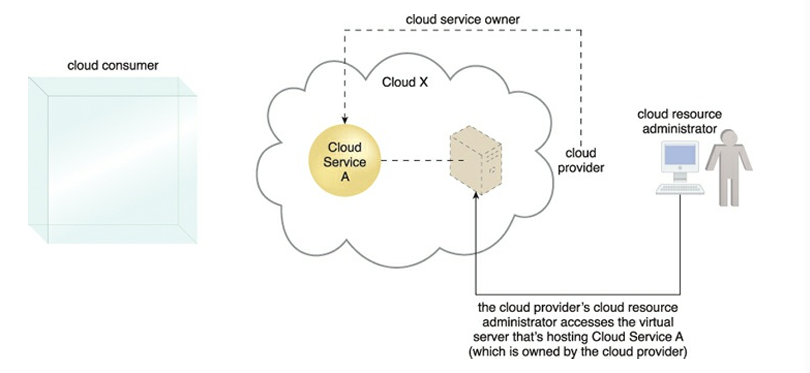 cloud service owner
cloud consumer
Cloud X
cloud resource
administrator
Cloud
Service
A
cloud
provider
the cloud provider's cloud resource
administrator accesses the virtual
server that's hosting Cloud Service A
(which is owned by the cloud provider)